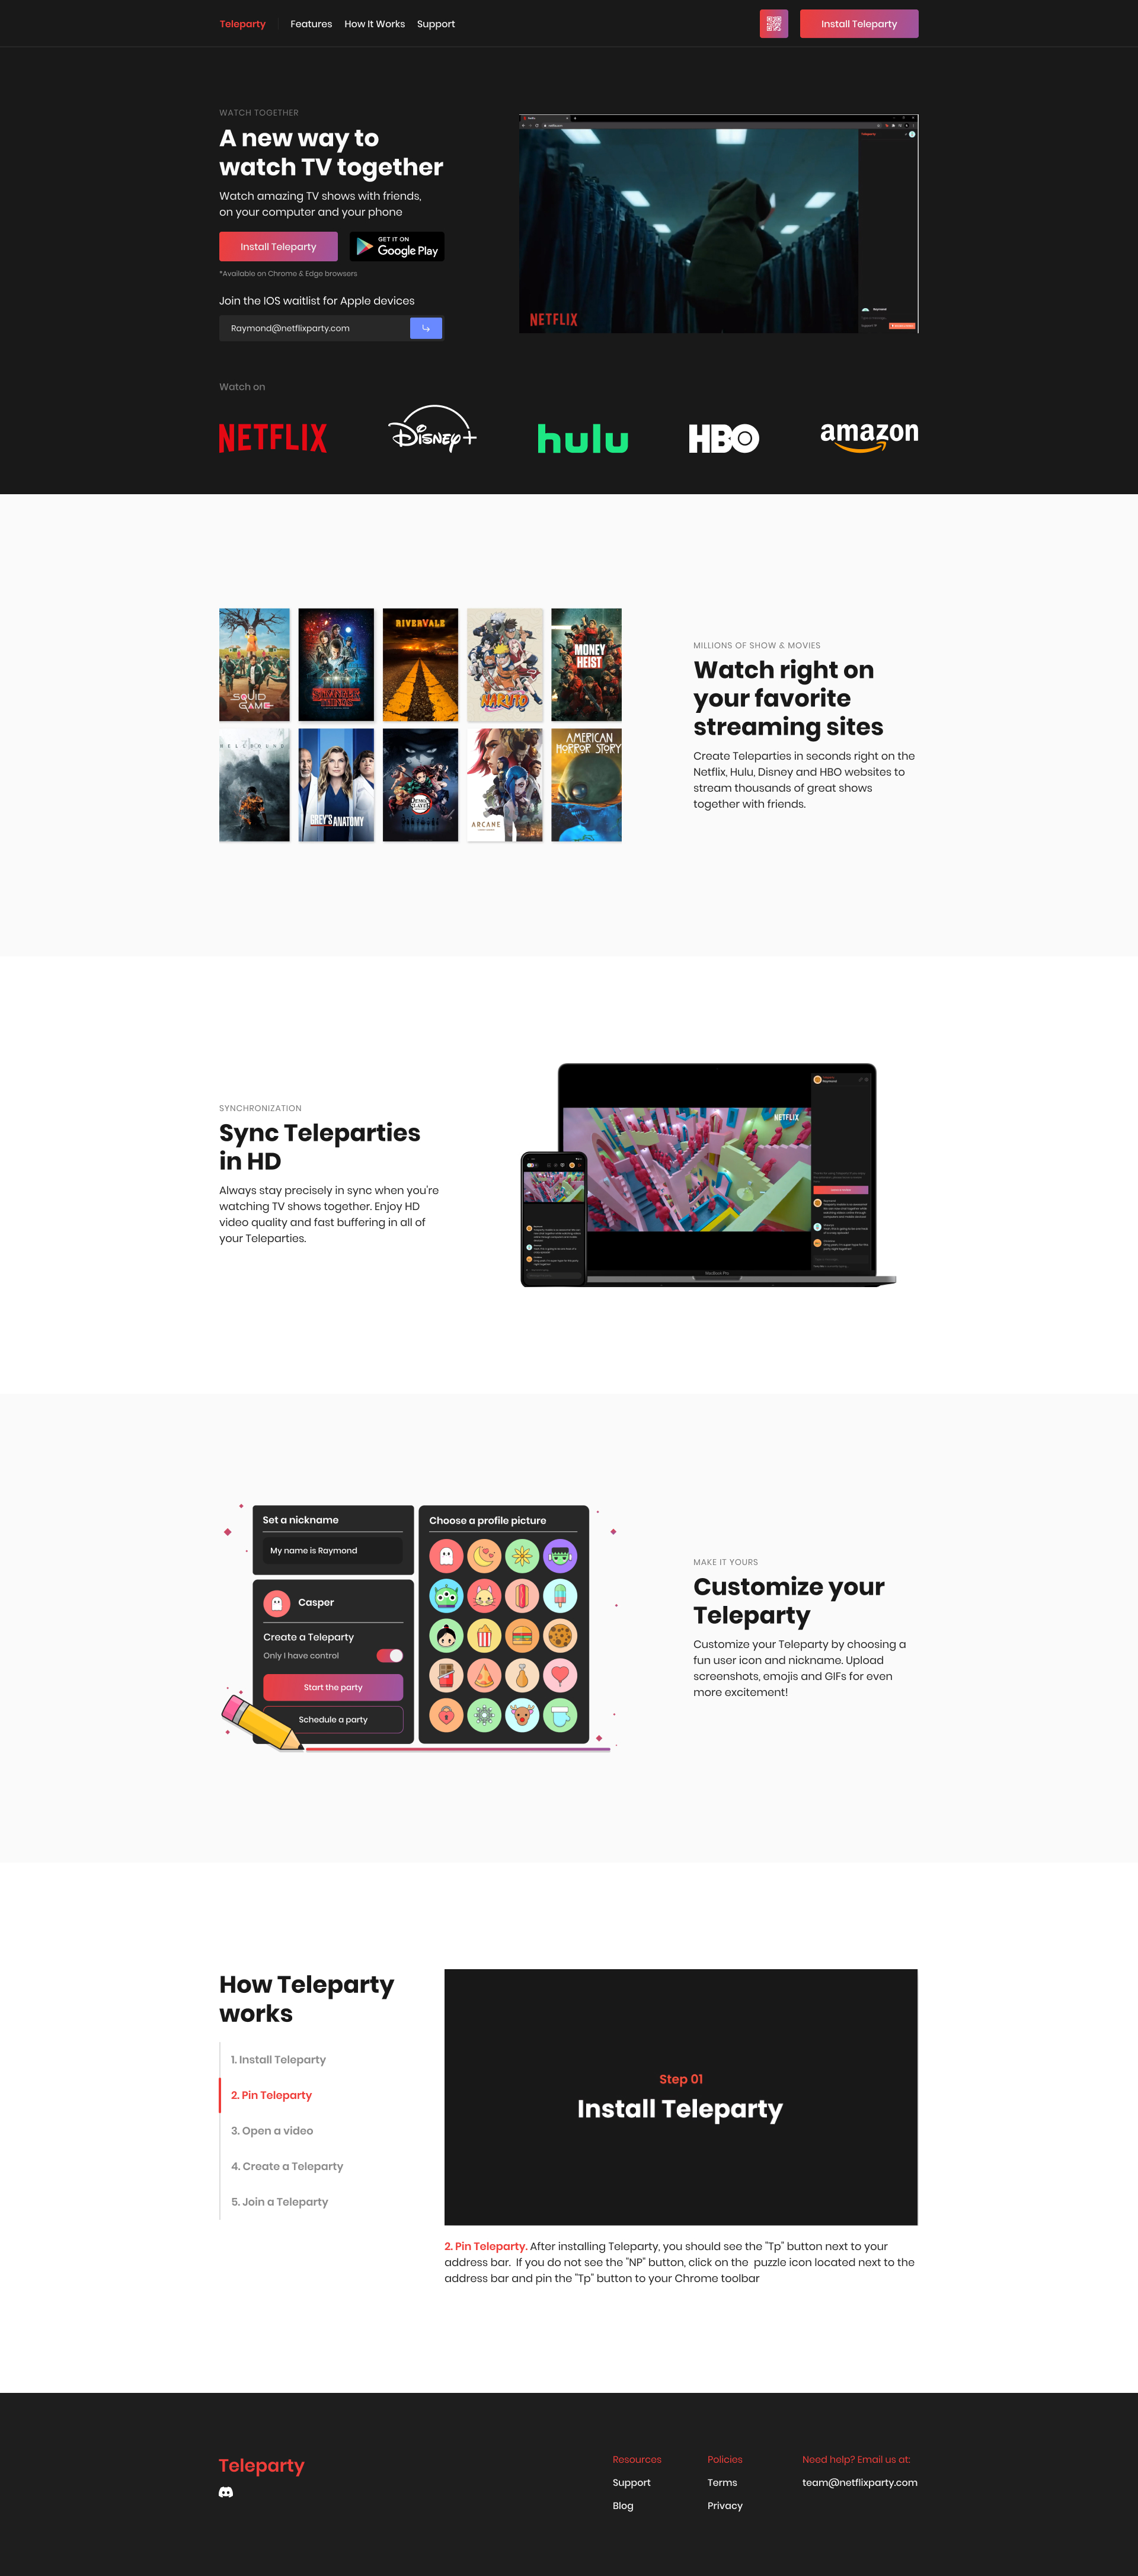 Teleparty
Features
How It Works
Support
Install Teleparty
WATCH TOGETHER
A new way to
watch TV together
Watch amazing TV shows with friends,
on your computer and your phone
Install Teleparty
GET IT ON
Google Play
*Available on Chrome & Edge browsers
Join the IOS waitlist for Apple devices
Raymond@netflixparty.com
NETFLIX
Watch on
NETFLIX
Disney+
hulu
HBO
amazon
SQUID
GAME
STRANGER
THINGS
RIVERVALE
NARUTO
MONEY
HEIST
HELLBOUND
GREY'S ANATOMY
ARCANE
AMERICAN
HORROR STORY
MILLIONS OF SHOW & MOVIES
Watch right on
your favorite
streaming sites
Create Teleparties in seconds right on the
Netflix, Hulu, Disney and HBO websites to
stream thousands of great shows
together with friends.
SYNCHRONIZATION
Sync Teleparties
in HD
Always stay precisely in sync when you're
watching TV shows together. Enjoy HD
video quality and fast buffering in all of
your Teleparties.
NETFLIX
MacBook Pro
Set a nickname
My name is Raymond
Casper
Create a Teleparty
Only I have control
Start the party
Schedule a party
Choose a profile picture
MAKE IT YOURS
Customize your
Teleparty
Customize your Teleparty by choosing a
fun user icon and nickname. Upload
screenshots, emojis and GIFs for even
more excitement!
How Teleparty
works
1. Install Teleparty
2. Pin Teleparty
3. Open a video
4. Create a Teleparty
5. Join a Teleparty
Step 01
Install Teleparty
2. Pin Teleparty. After installing Teleparty, you should see the "Tp" button next to your
address bar. If you do not see the "NP" button, click on the puzzle icon located next to the
address bar and pin the "Tp" button to your Chrome toolbar
Teleparty
Resources
Support
Blog
Policies
Terms
Privacy
Need help? Email us at:
team@netflixparty.com